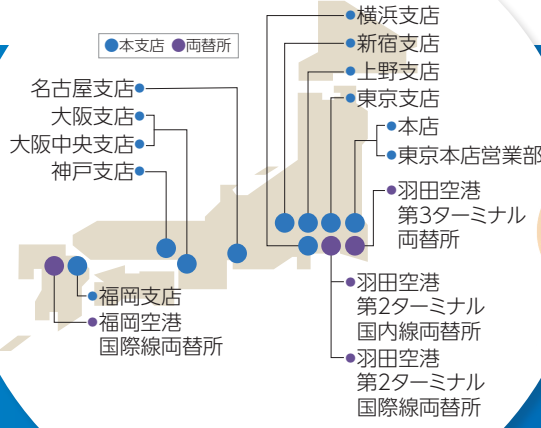 ●本支店 ●両替所
●横浜支店
●新宿支店
●上野支店
●東京支店
●本店
●東京本店営業部
●羽田空港
第3ターミナル
両替所
●羽田空港
第2ターミナル
国内線両替所
●羽田空港
第2ターミナル
国際線両替所
名古屋支店●
大阪支店●
大阪中央支店●
神戸支店●
●福岡支店
●福岡空港
国際線両替所